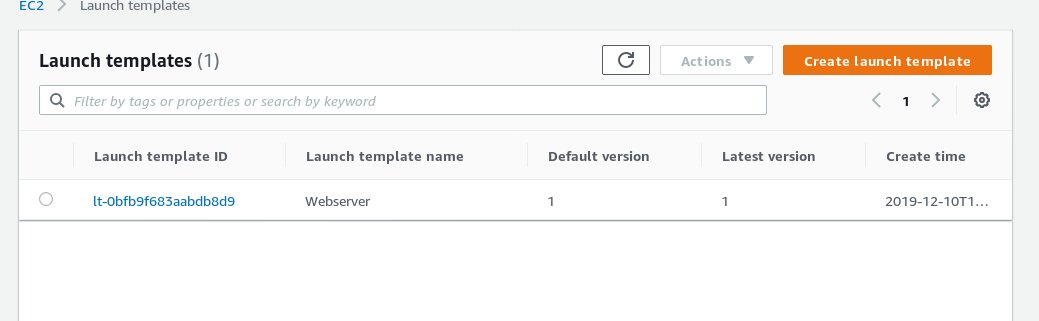 EC2 > Launch templates
Launch templates (1)
Actions
Create launch template
Filter by tags or properties or search by keyword
1
Launch template ID Launch template name Default version Latest version Create time
lt-0bfb9f683aabdb8d9 Webserver 1 1 2019-12-10T1...